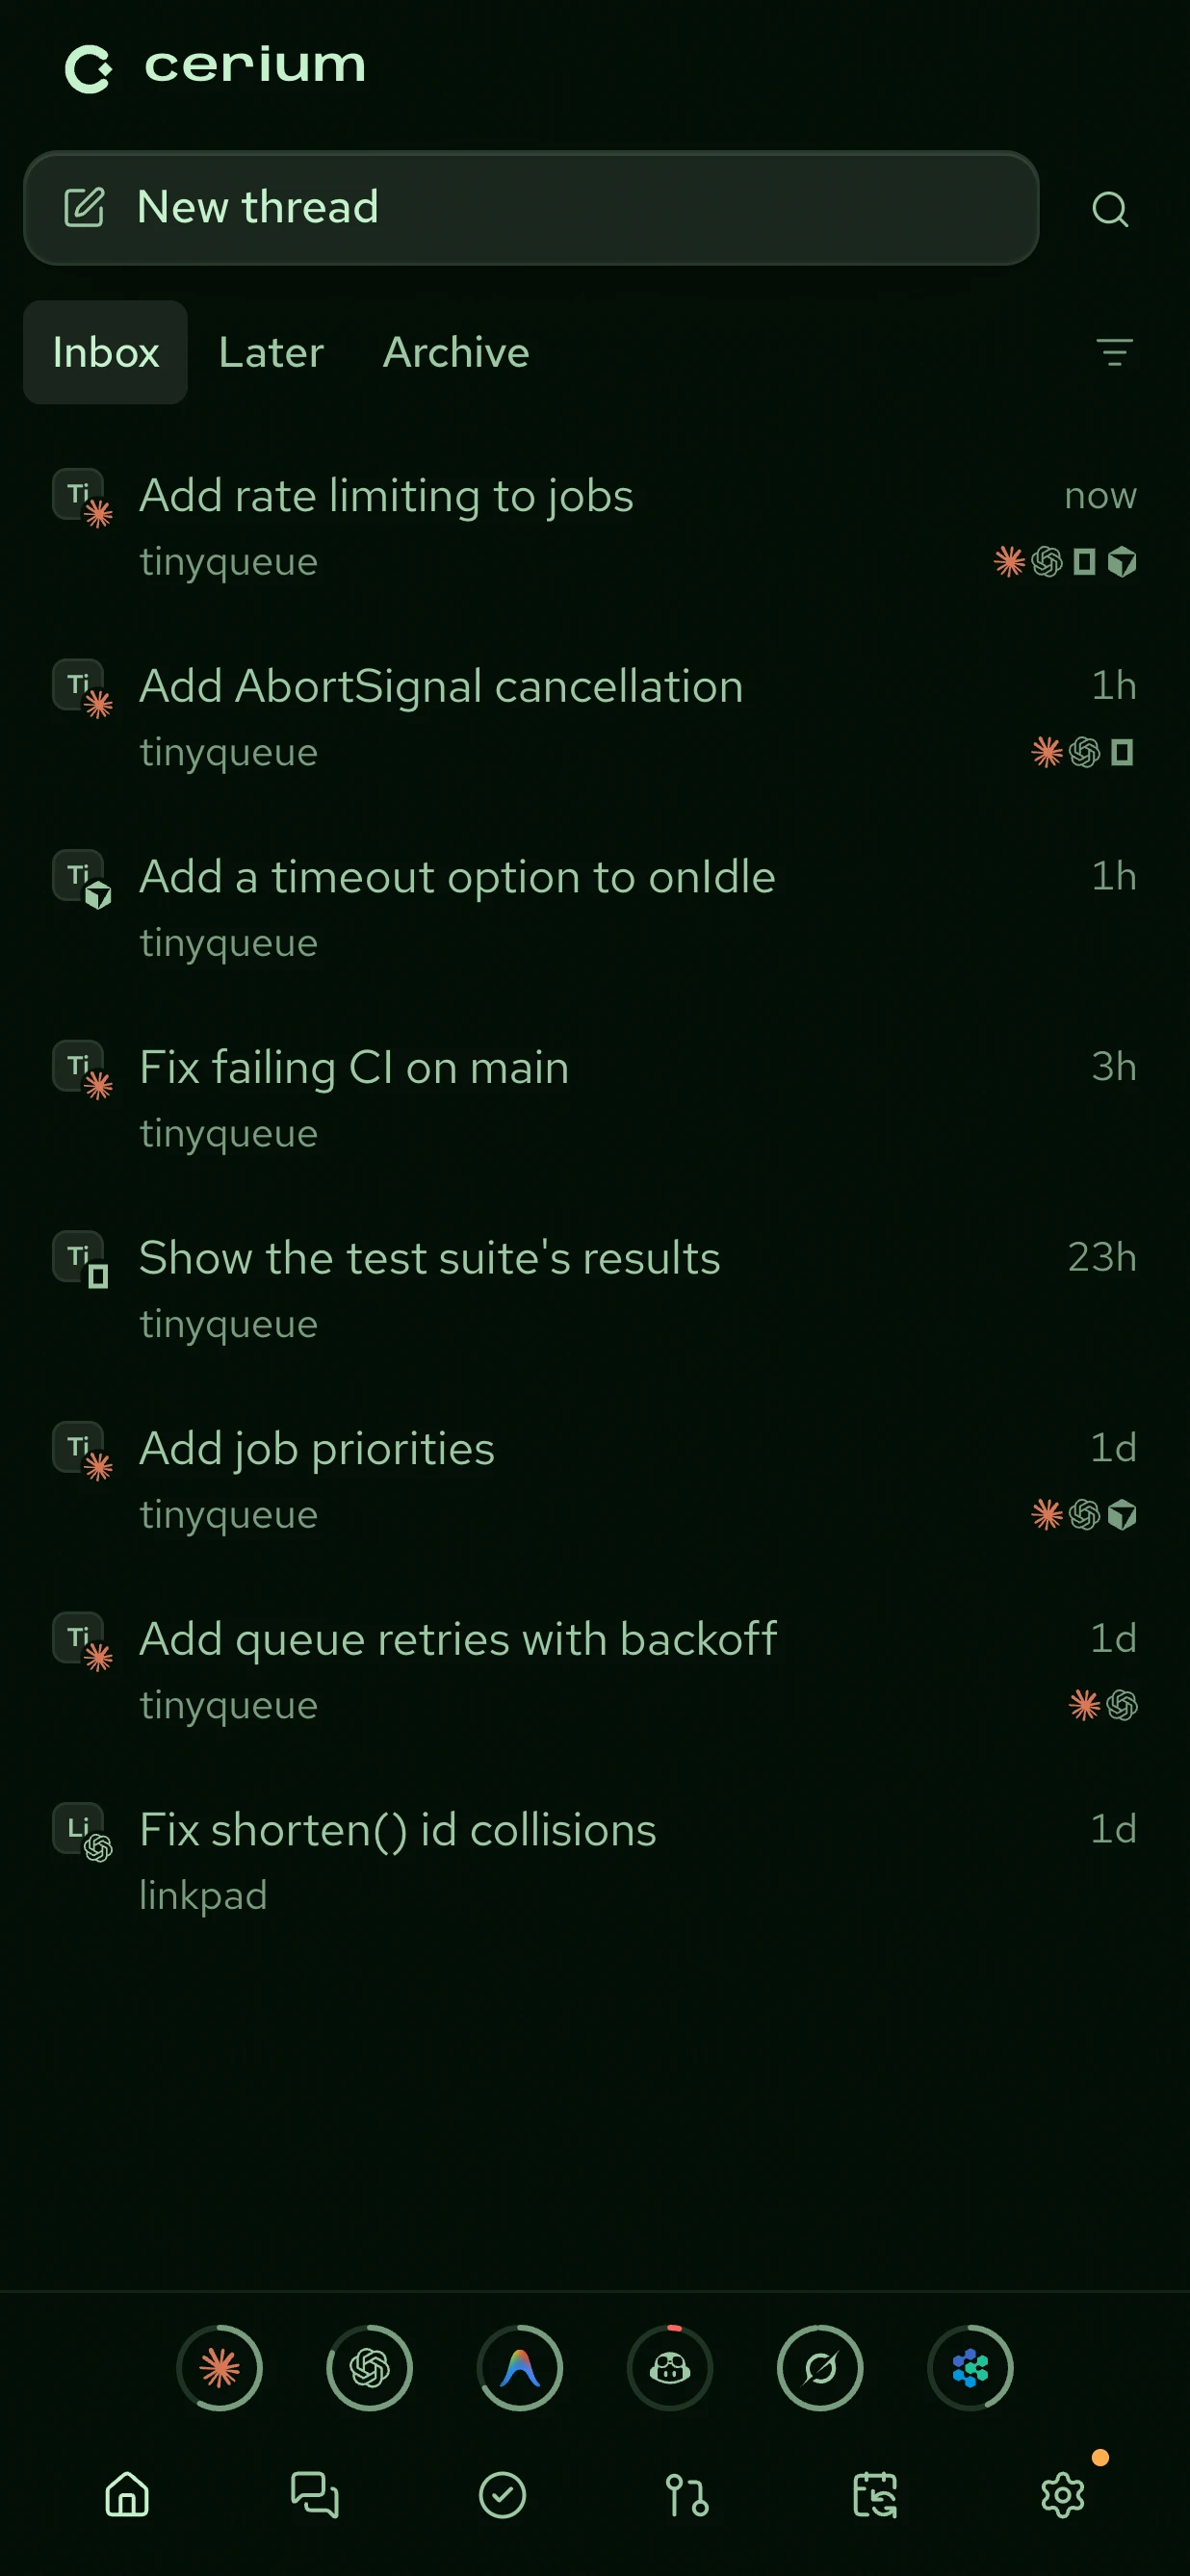 cerium
New thread
Inbox Later Archive
Ti Add rate limiting to jobs now
tinyqueue
Ti Add AbortSignal cancellation 1h
tinyqueue
Ti Add a timeout option to onIdle 1h
tinyqueue
Ti Fix failing CI on main 3h
tinyqueue
Ti Show the test suite's results 23h
tinyqueue
Ti Add job priorities 1d
tinyqueue
Ti Add queue retries with backoff 1d
tinyqueue
Li Fix shorten() id collisions 1d
linkpad